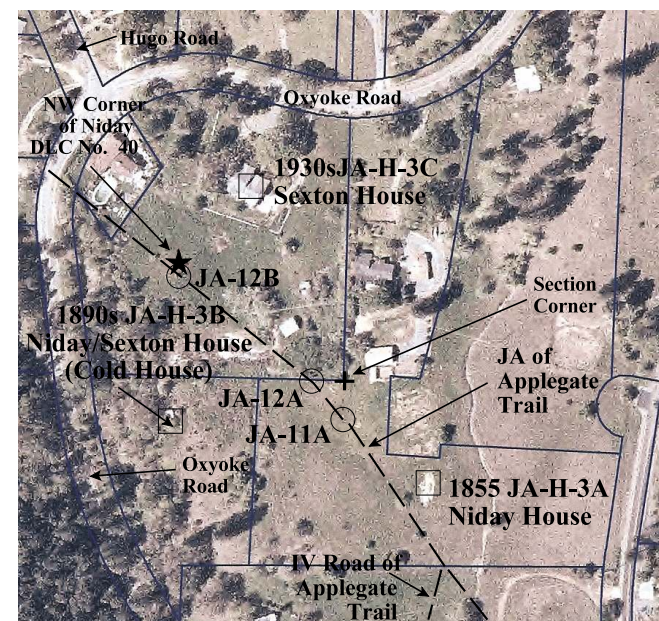 Hugo Road
Oxyoke Road
NW Corner
of Niday
DLC No. 40
1930sJA-H-3C
Sexton House
JA-12B
Section
Corner
1890s JA-H-3B
Niday/Sexton House
(Cold House)
JA of
Applegate
Trail
JA-12A
JA-11A
Oxyoke
Road
1855 JA-H-3A
Niday House
IV Road of
Applegate
Trail